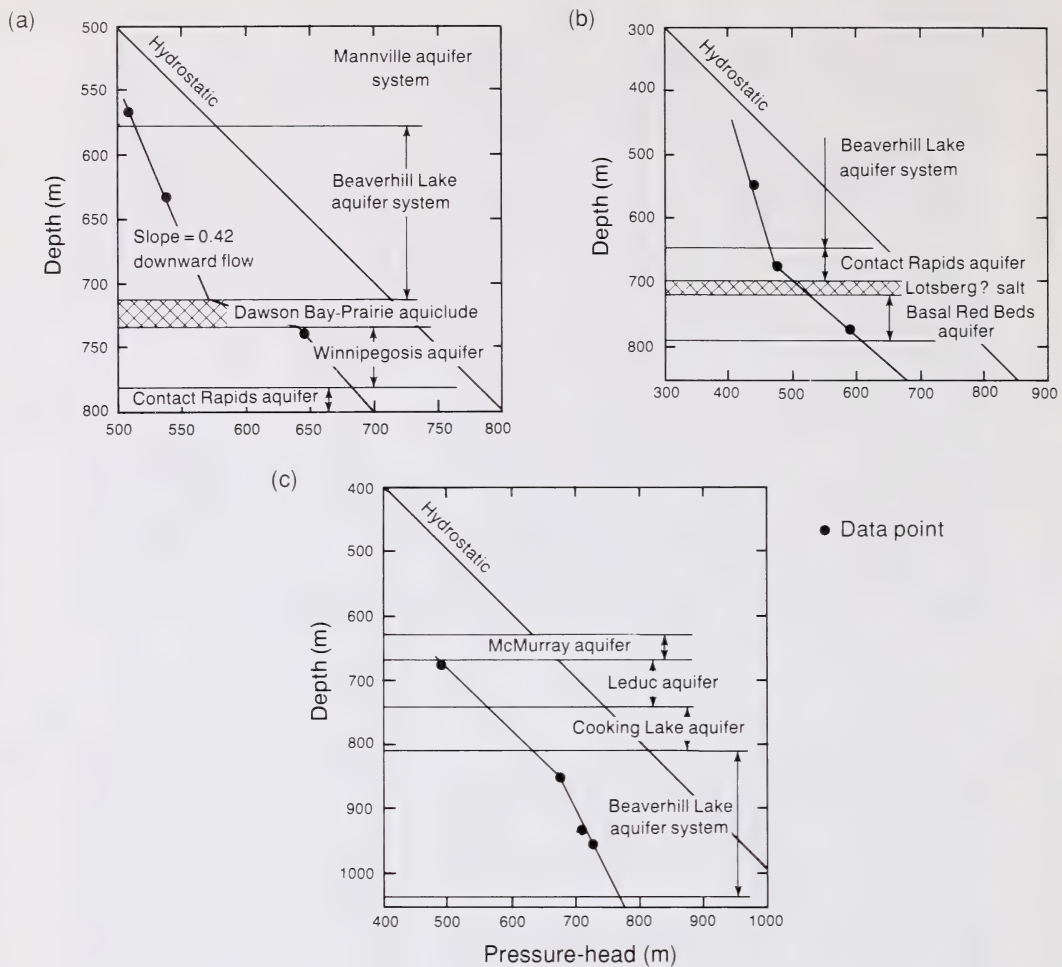 (a)
500
550
600
650
700
750
800
Depth (m)
Hydrostatic
Mannville aquifer
system
Beaverhill Lake
aquifer system
Slope = 0.42
downward flow
Dawson Bay-Prairie aquiclude
Winnipegosis aquifer
Contact Rapids aquifer
500 550 600 650 700 750 800
(b)
300
400
500
600
700
800
Depth (m)
Hydrostatic
Beaverhill Lake
aquifer system
Contact Rapids aquifer
Lotsberg? salt
Basal Red Beds
aquifer
300 400 500 600 700 800 900
(c)
400
500
600
700
800
900
1000
Depth (m)
Hydrostatic
McMurray aquifer
Leduc aquifer
Cooking Lake aquifer
Beaverhill Lake
aquifer system
400 500 600 700 800 900 1000
Pressure-head (m)
Data point